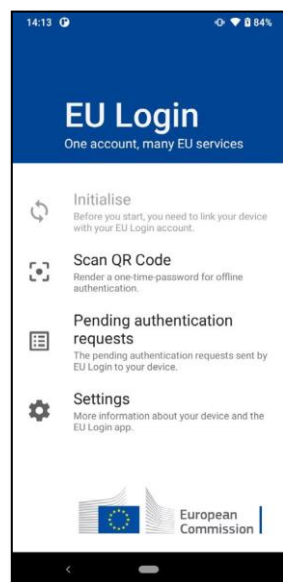 14:13 84%
EU Login
One account, many EU services
Initialise
Before you start, you need to link your device
with your EU Login account.
Scan QR Code
Render a one-time-password for offline
authentication.
Pending authentication
requests
The pending authentication requests sent by
EU Login to your device.
Settings
More information about your device and the
EU Login app.
European
Commission